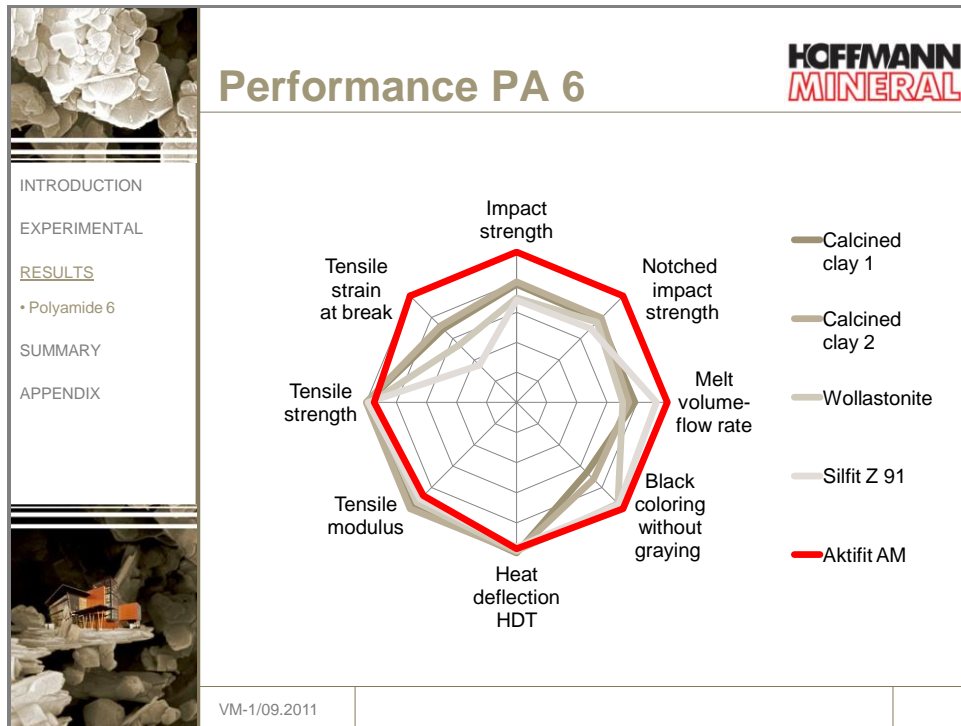 Performance PA 6
HOFFMANN
MINERAL
INTRODUCTION
EXPERIMENTAL
RESULTS
• Polyamide 6
SUMMARY
APPENDIX
Impact
strength
Notched
impact
strength
Melt
volume-
flow rate
Black
coloring
without
graying
Heat
deflection
HDT
Tensile
modulus
Tensile
strength
Tensile
strain
at break
Calcined
clay 1
Calcined
clay 2
Wollastonite
Silfit Z 91
Aktifit AM
VM-1/09.2011